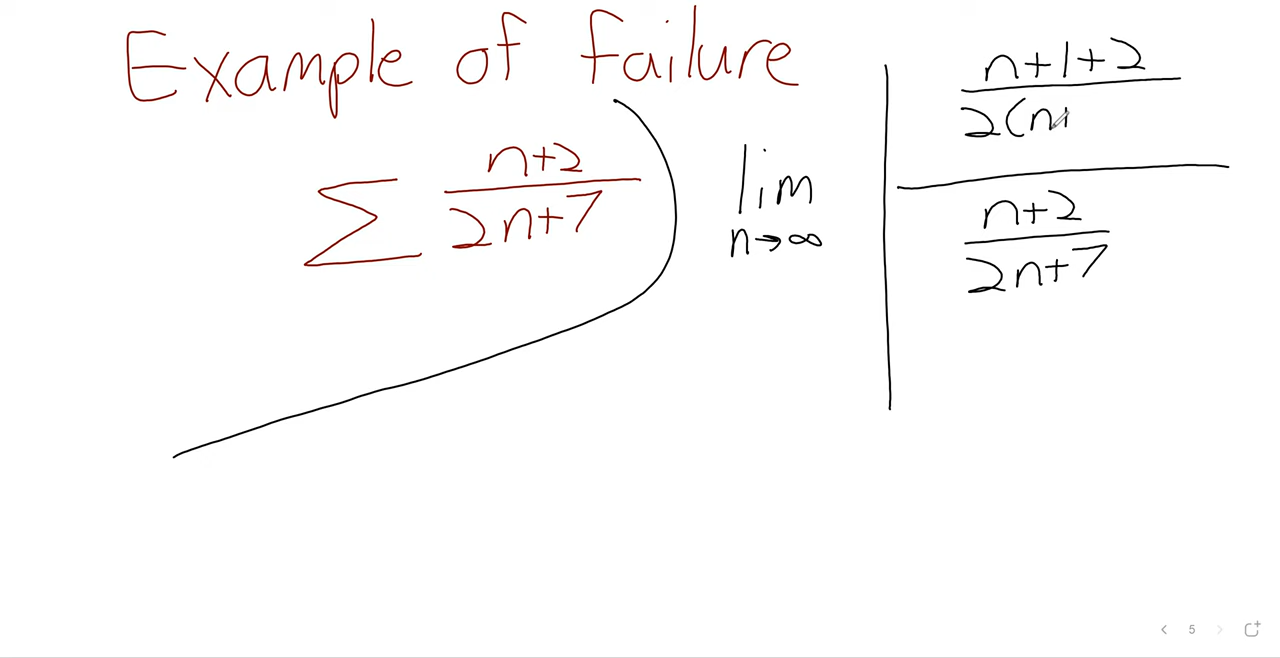 Example of failure
∑ n+2
2n+7
lim
n→∞
n+1+2
2(n+
n+2
2n+7
5